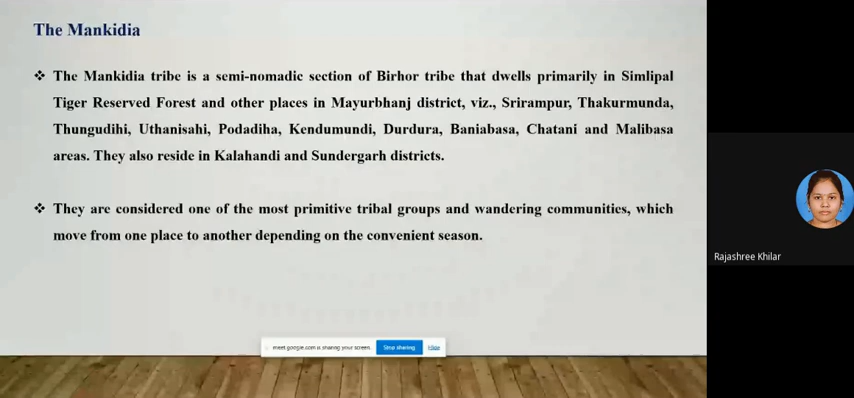 The Mankidia
❖ The Mankidia tribe is a semi-nomadic section of Birhor tribe that dwells primarily in Simlipal
Tiger Reserved Forest and other places in Mayurbhanj district, viz., Srirampur, Thakurmunda,
Thungudihi, Uthanisahi, Podadiha, Kendumundi, Durdura, Baniabasa, Chatani and Malibasa
areas. They also reside in Kalahandi and Sundergarh districts.
❖ They are considered one of the most primitive tribal groups and wandering communities, which
move from one place to another depending on the convenient season.
meet.google.com is sharing your screen. Stop sharing Hide
Rajashree Khilar